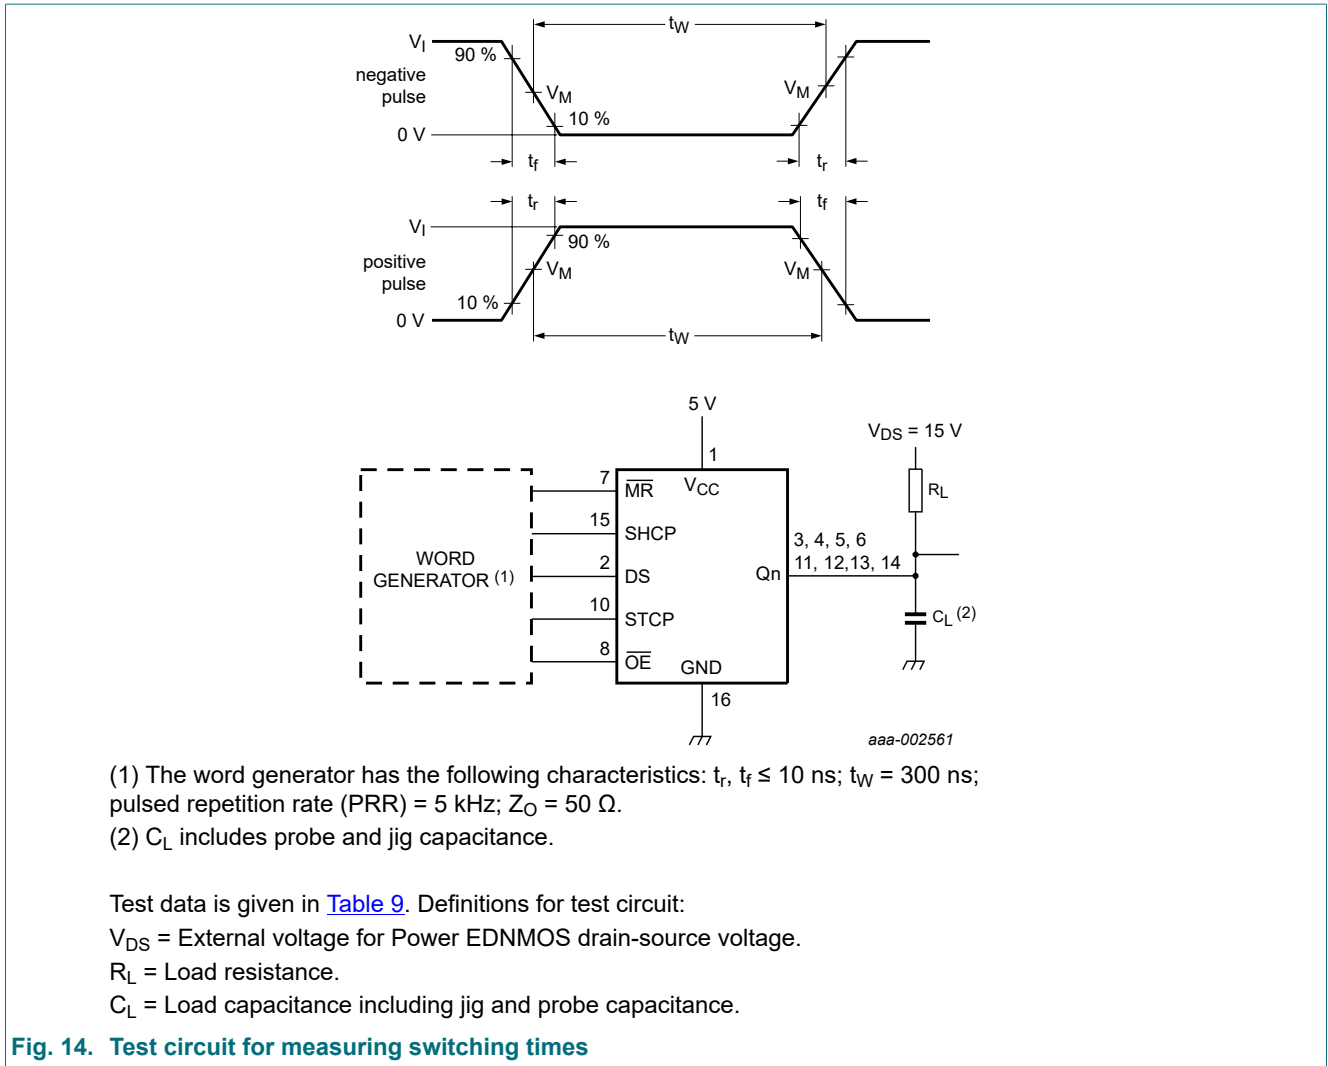 tW
VI
90 %
negative
pulse
VM
VM
10 %
0 V
tf
tr
tr
tf
VI
90 %
positive
pulse
VM
VM
10 %
0 V
tW
5 V
VDS = 15 V
1
7
MR
VCC
RL
15
SHCP
3, 4, 5, 6
WORD
GENERATOR (1)
2
DS
Qn
11, 12,13, 14
10
STCP
CL (2)
8
OE
GND
16
aaa-002561
(1) The word generator has the following characteristics: tr, tf ≤ 10 ns; tW = 300 ns;
pulsed repetition rate (PRR) = 5 kHz; ZO = 50 Ω.
(2) CL includes probe and jig capacitance.
Test data is given in Table 9. Definitions for test circuit:
VDS = External voltage for Power EDNMOS drain-source voltage.
RL = Load resistance.
CL = Load capacitance including jig and probe capacitance.
Fig. 14. Test circuit for measuring switching times